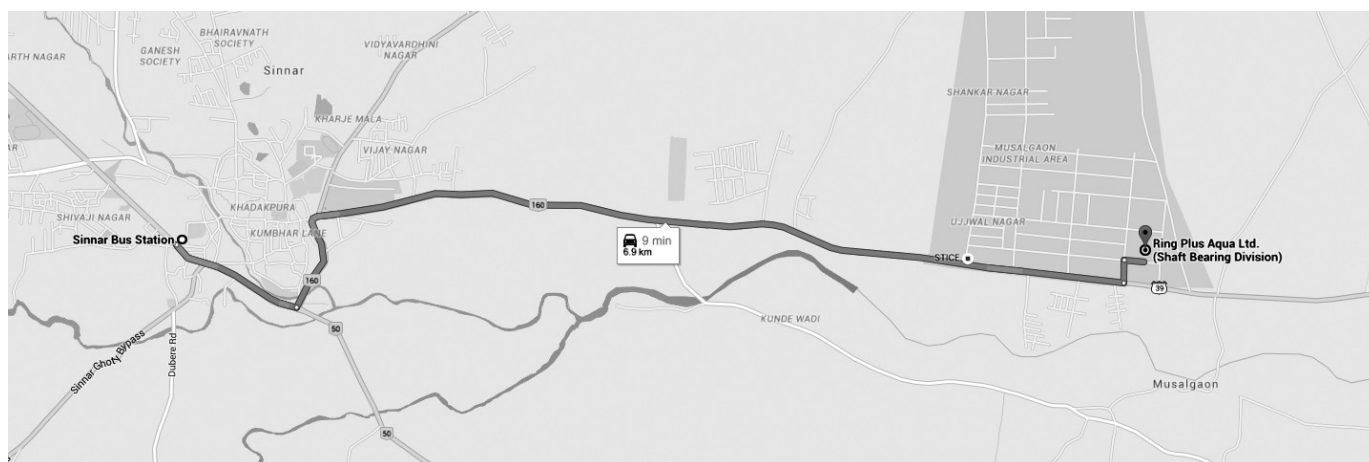 BHAIRAVNATH
SOCIETY
GANESH
SOCIETY
VIDYAVARDHINI
NAGAR
ARTH NAGAR
Sinnar
SHANKAR NAGAR
KHARJE MALA
VIJAY NAGAR
MUSALGAON
INDUSTRIAL AREA
AR
160
KHADAKPURA
SHIVAJI NAGAR
KUMBHAR LANE
UJJWAL NAGAR
Sinnar Bus Station
9 min
6.9 km
Ring Plus Aqua Ltd.
(Shaft Bearing Division)
STICE
160
39
50
KUNDE WADI
Sinnar Ghoti Bypass
Dubere Rd
Musalgaon
50